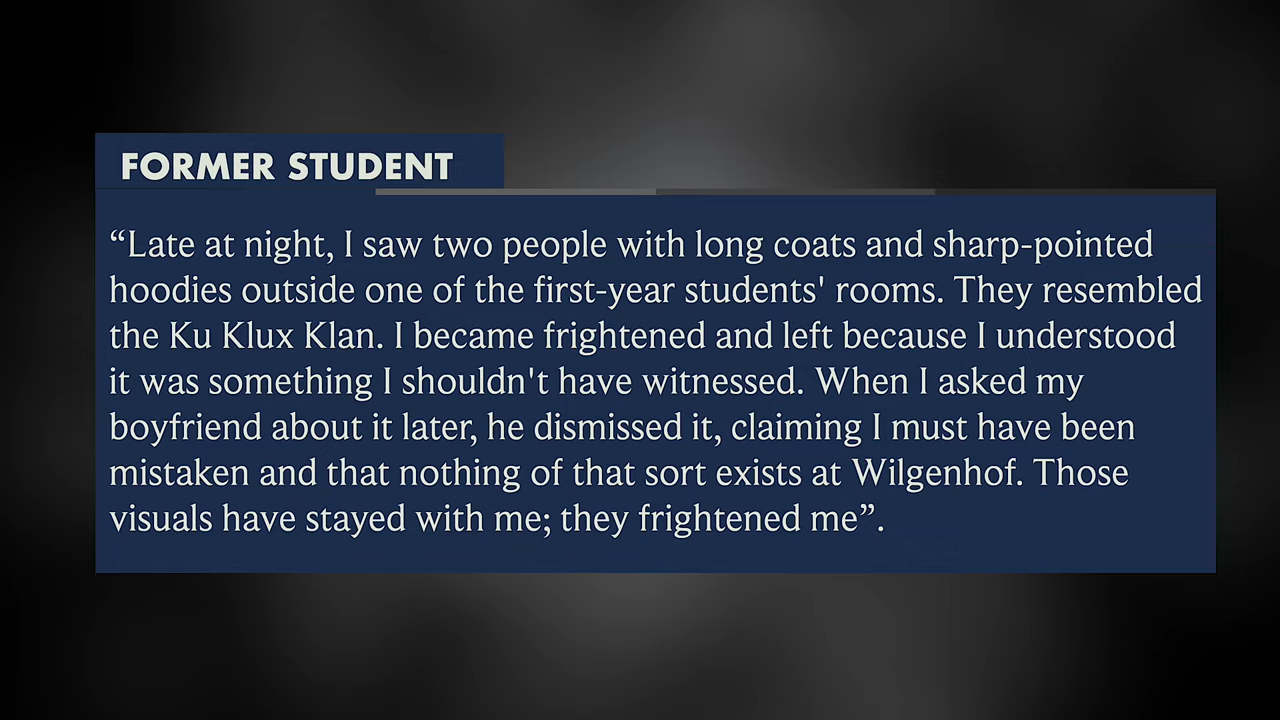 FORMER STUDENT
“Late at night, I saw two people with long coats and sharp-pointed
hoodies outside one of the first-year students' rooms. They resembled
the Ku Klux Klan. I became frightened and left because I understood
it was something I shouldn't have witnessed. When I asked my
boyfriend about it later, he dismissed it, claiming I must have been
mistaken and that nothing of that sort exists at Wilgenhof. Those
visuals have stayed with me; they frightened me”.